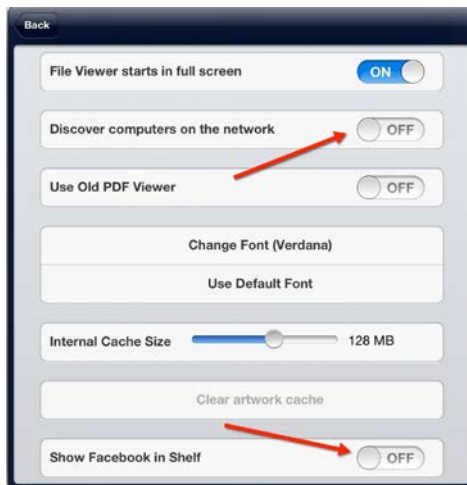 Back
File Viewer starts in full screen ON
Discover computers on the network OFF
Use Old PDF Viewer OFF
Change Font (Verdana)
Use Default Font
Internal Cache Size 128 MB
Clear artwork cache
Show Facebook in Shelf OFF